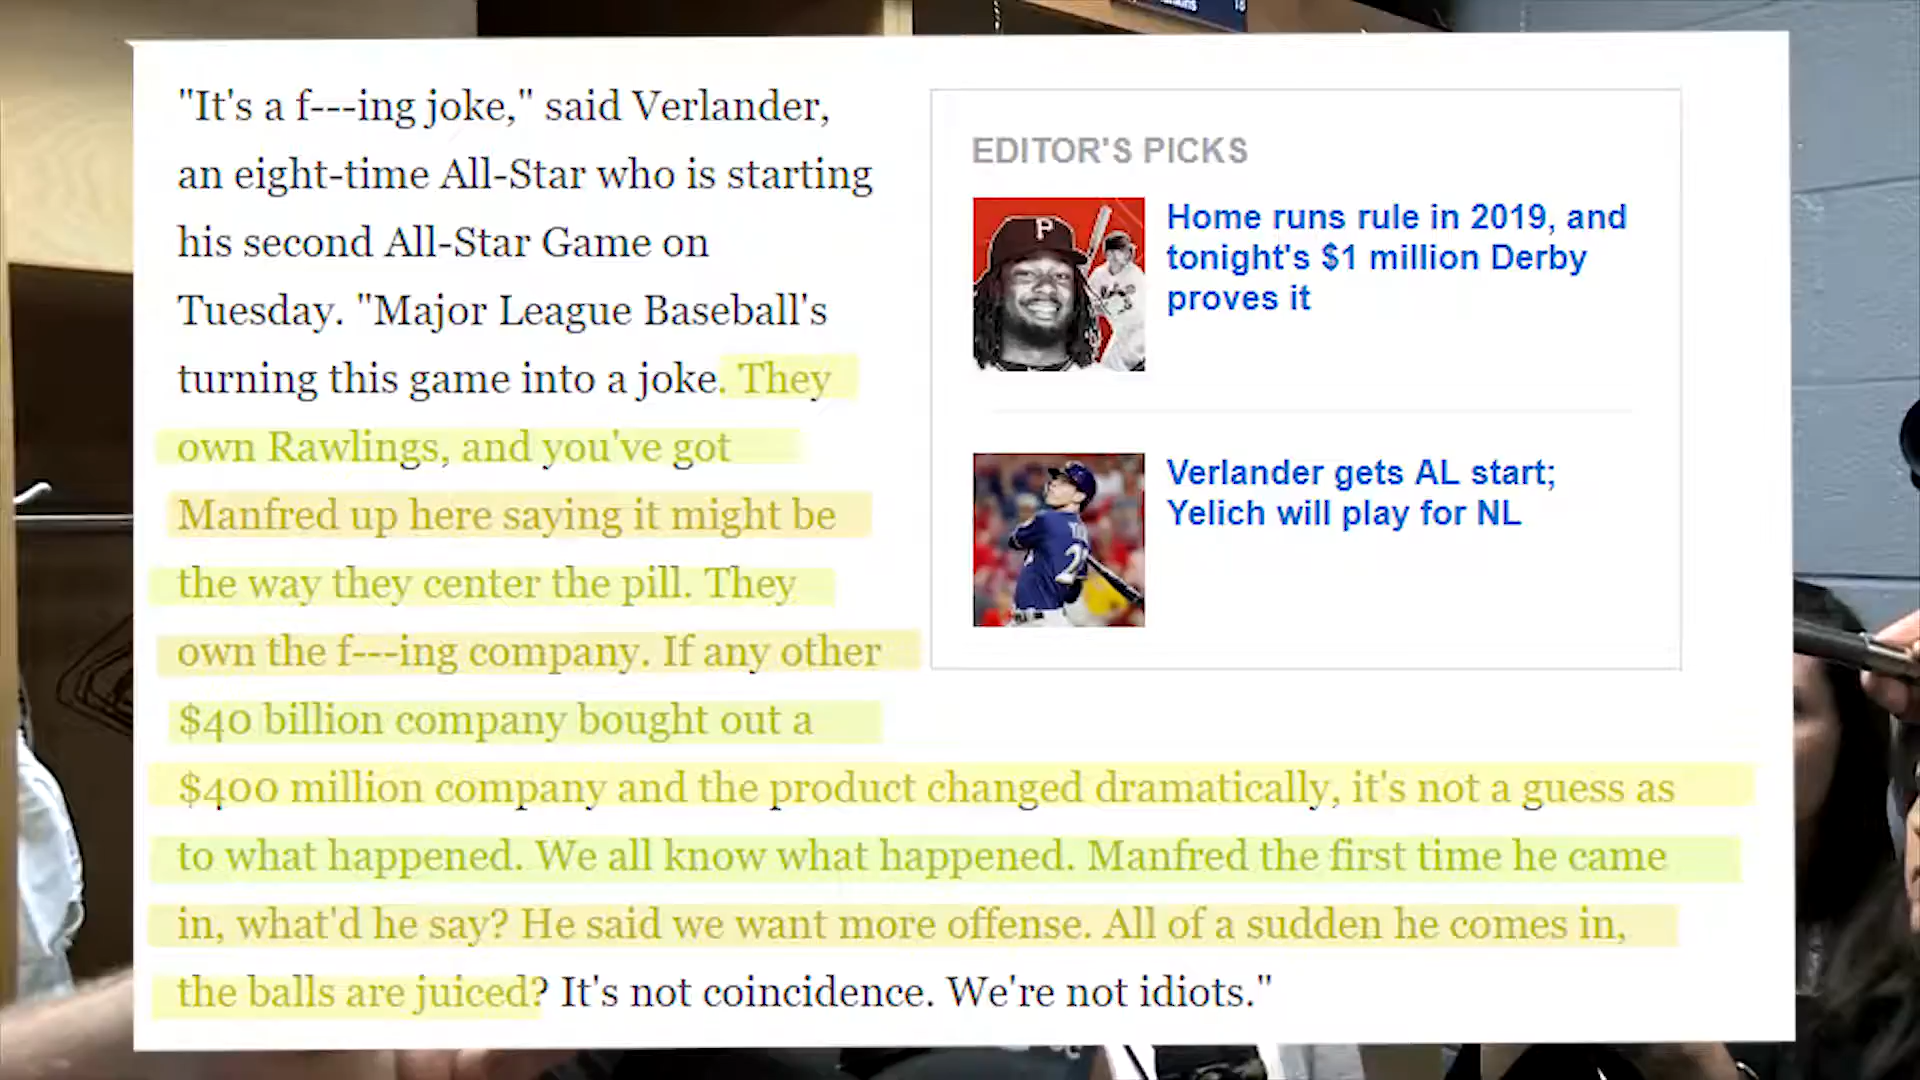 "It's a f---ing joke," said Verlander,
an eight-time All-Star who is starting
his second All-Star Game on
Tuesday. "Major League Baseball's
turning this game into a joke. They
own Rawlings, and you've got
Manfred up here saying it might be
the way they center the pill. They
own the f---ing company. If any other
$40 billion company bought out a
$400 million company and the product changed dramatically, it's not a guess as
to what happened. We all know what happened. Manfred the first time he came
in, what'd he say? He said we want more offense. All of a sudden he comes in,
the balls are juiced? It's not coincidence. We're not idiots."
EDITOR'S PICKS
P
Home runs rule in 2019, and
tonight's $1 million Derby
proves it
Verlander gets AL start;
Yelich will play for NL